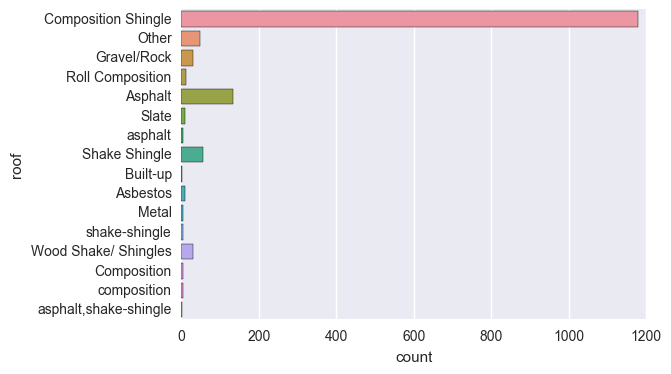 Composition Shingle
Other
Gravel/Rock
Roll Composition
Asphalt
Slate
asphalt
Shake Shingle
Built-up
Asbestos
Metal
shake-shingle
Wood Shake/ Shingles
Composition
composition
asphalt,shake-shingle
roof
0 200 400 600 800 1000 1200
count